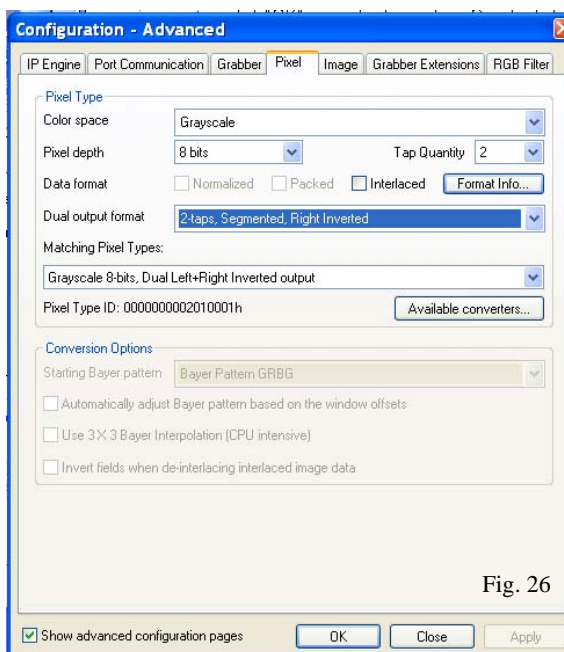 Configuration - Advanced
IP Engine Port Communication Grabber Pixel Image Grabber Extensions RGB Filter
Pixel Type
Color space Grayscale
Pixel depth 8 bits Tap Quantity 2
Data format Normalized Packed Interlaced Format Info...
Dual output format 2-taps, Segmented, Right Inverted
Matching Pixel Types:
Grayscale 8-bits, Dual Left+Right Inverted output
Pixel Type ID: 0000000002010001h Available converters...
Conversion Options
Starting Bayer pattern Bayer Pattern GRBG
Automatically adjust Bayer pattern based on the window offsets
Use 3 X 3 Bayer Interpolation (CPU intensive)
Invert fields when de-interlacing interlaced image data
Fig. 26
Show advanced configuration pages OK Close Apply